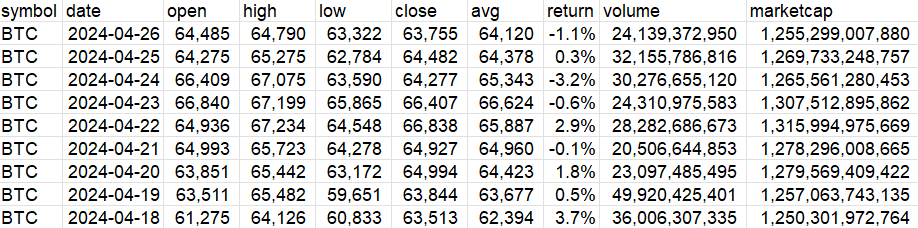 symbol date open high low close avg return volume marketcap
BTC 2024-04-26 64,485 64,790 63,322 63,755 64,120 -1.1% 24,139,372,950 1,255,299,007,880
BTC 2024-04-25 64,275 65,275 62,784 64,482 64,378 0.3% 32,155,786,816 1,269,733,248,757
BTC 2024-04-24 66,409 67,075 63,590 64,277 65,343 -3.2% 30,276,655,120 1,265,561,280,453
BTC 2024-04-23 66,840 67,199 65,865 66,407 66,624 -0.6% 24,310,975,583 1,307,512,895,862
BTC 2024-04-22 64,936 67,234 64,548 66,838 65,887 2.9% 28,282,686,673 1,315,994,975,669
BTC 2024-04-21 64,993 65,723 64,278 64,927 64,960 -0.1% 20,506,644,853 1,278,296,008,665
BTC 2024-04-20 63,851 65,442 63,172 64,994 64,423 1.8% 23,097,485,495 1,279,569,409,422
BTC 2024-04-19 63,511 65,482 59,651 63,844 63,677 0.5% 49,920,425,401 1,257,063,743,135
BTC 2024-04-18 61,275 64,126 60,833 63,513 62,394 3.7% 36,006,307,335 1,250,301,972,764